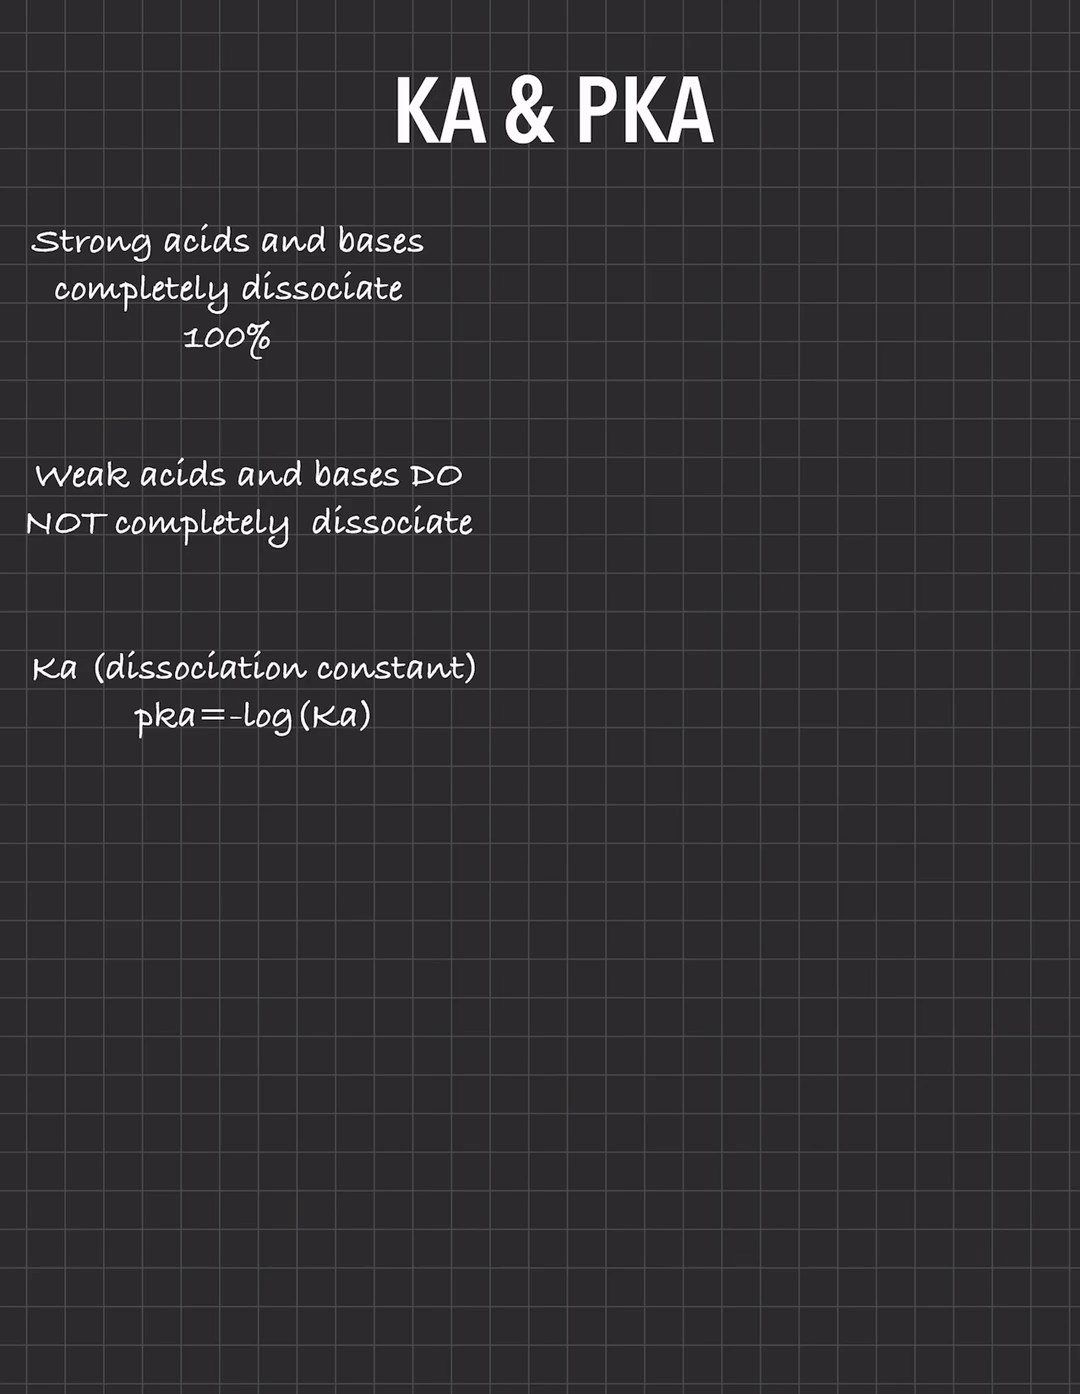 KA & PKA
Strong acids and bases
completely dissociate
100%
Weak acids and bases DO
NOT completely dissociate
Ka (dissociation constant)
pka=-log(Ka)